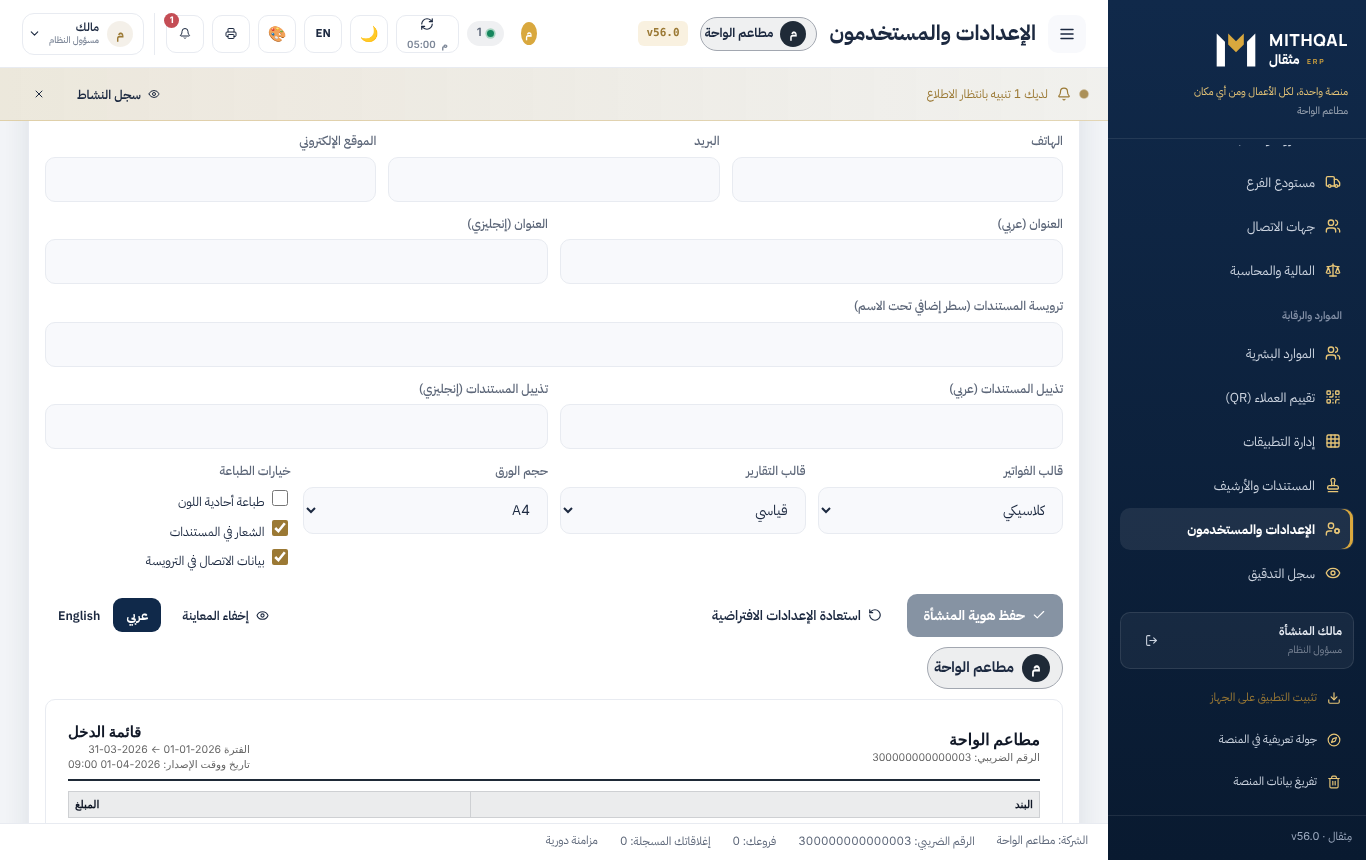 MITHQAL
مثقال ERP
منصة واحدة، لكل الأعمال ومن أي مكان
مطاعم الواحة
مستودع الفرع
جهات الاتصال
المالية والمحاسبة
الموارد والرقابة
الموارد البشرية
تقييم العملاء (QR)
إدارة التطبيقات
المستندات والأرشيف
الإعدادات والمستخدمون
سجل التدقيق
مالك المنشأة
مسؤول النظام
تثبيت التطبيق على الجهاز
جولة تعريفية في المنصة
تفريغ بيانات المنصة
مثقال · v56.0
الإعدادات والمستخدمون
م مطاعم الواحة
v56.0
م
1
05:00 م
🌙
EN
🎨
1
م
مالك
مسؤول النظام
لديك 1 تنبيه بانتظار الاطلاع
سجل النشاط
×
الهاتف
البريد
الموقع الإلكتروني
العنوان (عربي)
العنوان (إنجليزي)
ترويسة المستندات (سطر إضافي تحت الاسم)
تذييل المستندات (عربي)
تذييل المستندات (إنجليزي)
قالب الفواتير
قالب التقارير
حجم الورق
خيارات الطباعة
كلاسيكي
قياسي
A4
طباعة أحادية اللون
الشعار في المستندات
بيانات الاتصال في الترويسة
حفظ هوية المنشأة
استعادة الإعدادات الافتراضية
إخفاء المعاينة
عربي
English
م مطاعم الواحة
مطاعم الواحة
الرقم الضريبي: 300000000000003
قائمة الدخل
الفترة 2026-01-01 ← 2026-03-31
تاريخ ووقت الإصدار: 2026-04-01 09:00
البند
المبلغ
الشركة: مطاعم الواحة
الرقم الضريبي: 300000000000003
فروعك: 0
إغلاقاتك المسجلة: 0
مزامنة دورية